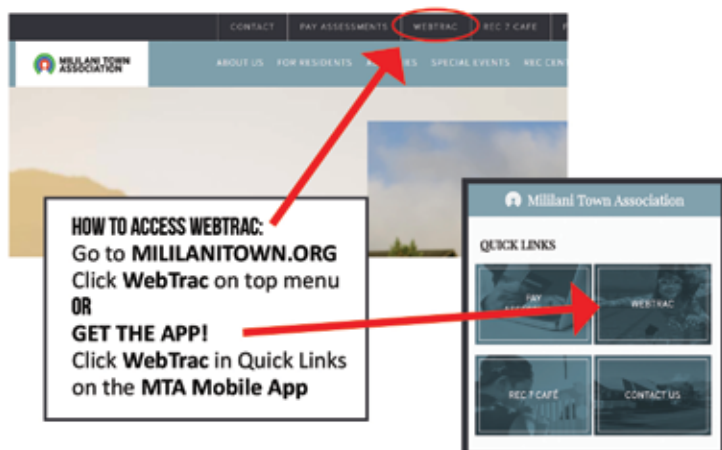 CONTACT PAY ASSESSMENTS WEBTRAC REC 7 CAFE
MILILANI TOWN
ASSOCIATION
ABOUT US FOR RESIDENTS SPECIAL EVENTS REC
HOW TO ACCESS WEBTRAC:
Go to MILILANITOWN.ORG
Click WebTrac on top menu
OR
GET THE APP!
Click WebTrac in Quick Links
on the MTA Mobile App
Mililani Town Association
QUICK LINKS
PAY
WEBTRAC
REC 7 CAFÉ
CONTACT US